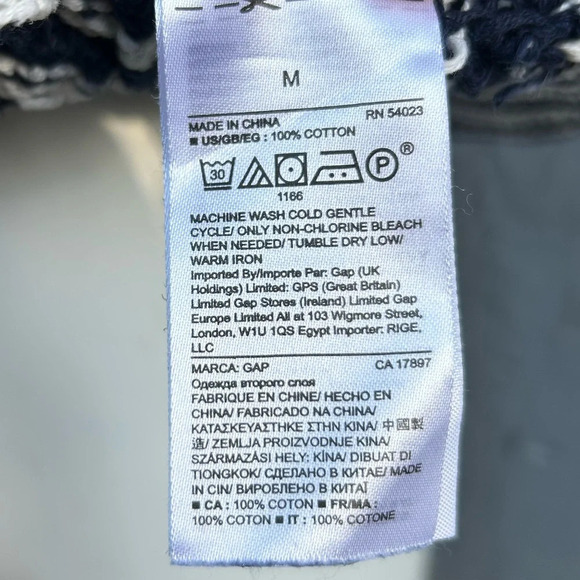 M
RN 54023
MADE IN CHINA
■ US/GB/EG : 100% COTTON
30
P ®
1166
MACHINE WASH COLD GENTLE
CYCLE/ ONLY NON-CHLORINE BLEACH
WHEN NEEDED/ TUMBLE DRY LOW/
WARM IRON
Imported By/Importe Par: Gap (UK
Holdings) Limited: GPS (Great Britain)
Limited Gap Stores (Ireland) Limited Gap
Europe Limited All at 103 Wigmore Street,
London, W1U 1QS Egypt Importer: RIGE,
LLC
MARCA: GAP CA 17897
Одежда второго слоя
FABRIQUE EN CHINE/ HECHO EN
CHINA/ FABRICADO NA CHINA/
ΚΑΤΑΣΚΕΥΑΣΤΗΚΕ ΣΤΗΝ ΚΙΝΑ/ 中國製
造/ ZEMLJA PROIZVODNJE KINA/
SZÁRMAZÁSI HELY: KÍNA/ DIBUAT DI
TIONGKOK/ СДЕЛАНО В КИТАЕ/ MADE
IN CIN/ ВИРОБЛЕНО В КИТАЇ
■ CA : 100% COTON ■ FR/MA :
100% COTON ■ IT : 100% COTONE